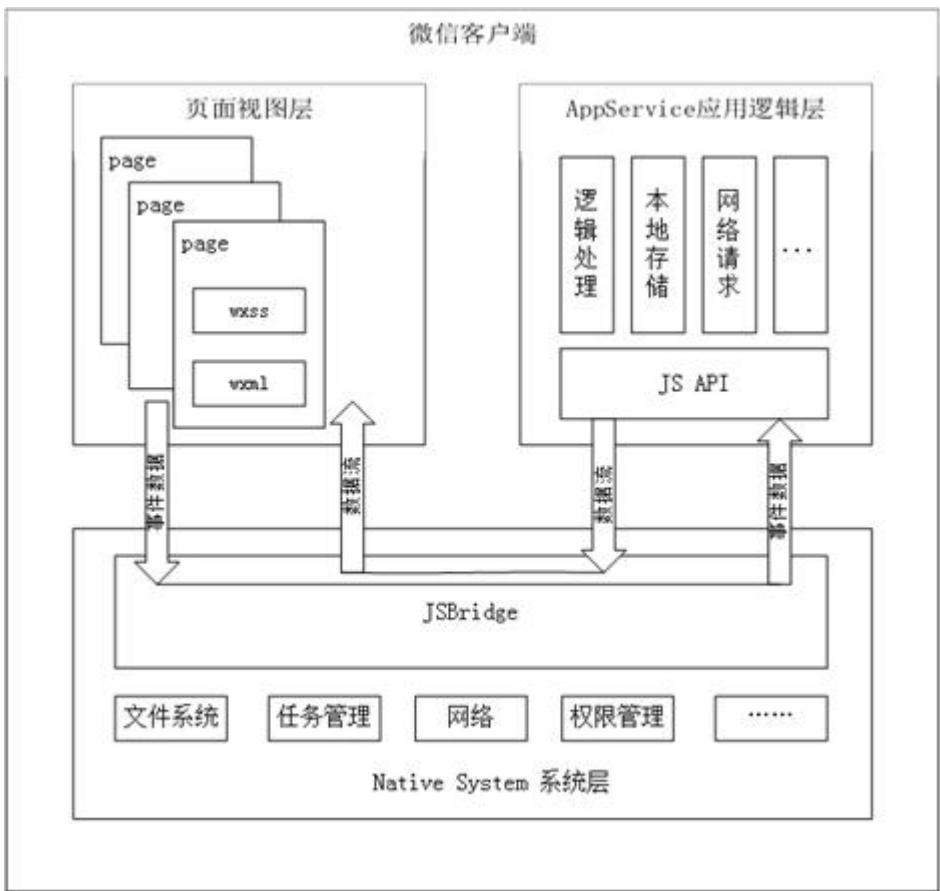 微信客户端
页面视图层
page
page
page
wxss
wxml
AppService应用逻辑层
逻辑处理
本地存储
网络请求
...
JS API
事件数据
数据流
数据流
事件数据
JSBridge
文件系统
任务管理
网络
权限管理
……
Native System 系统层